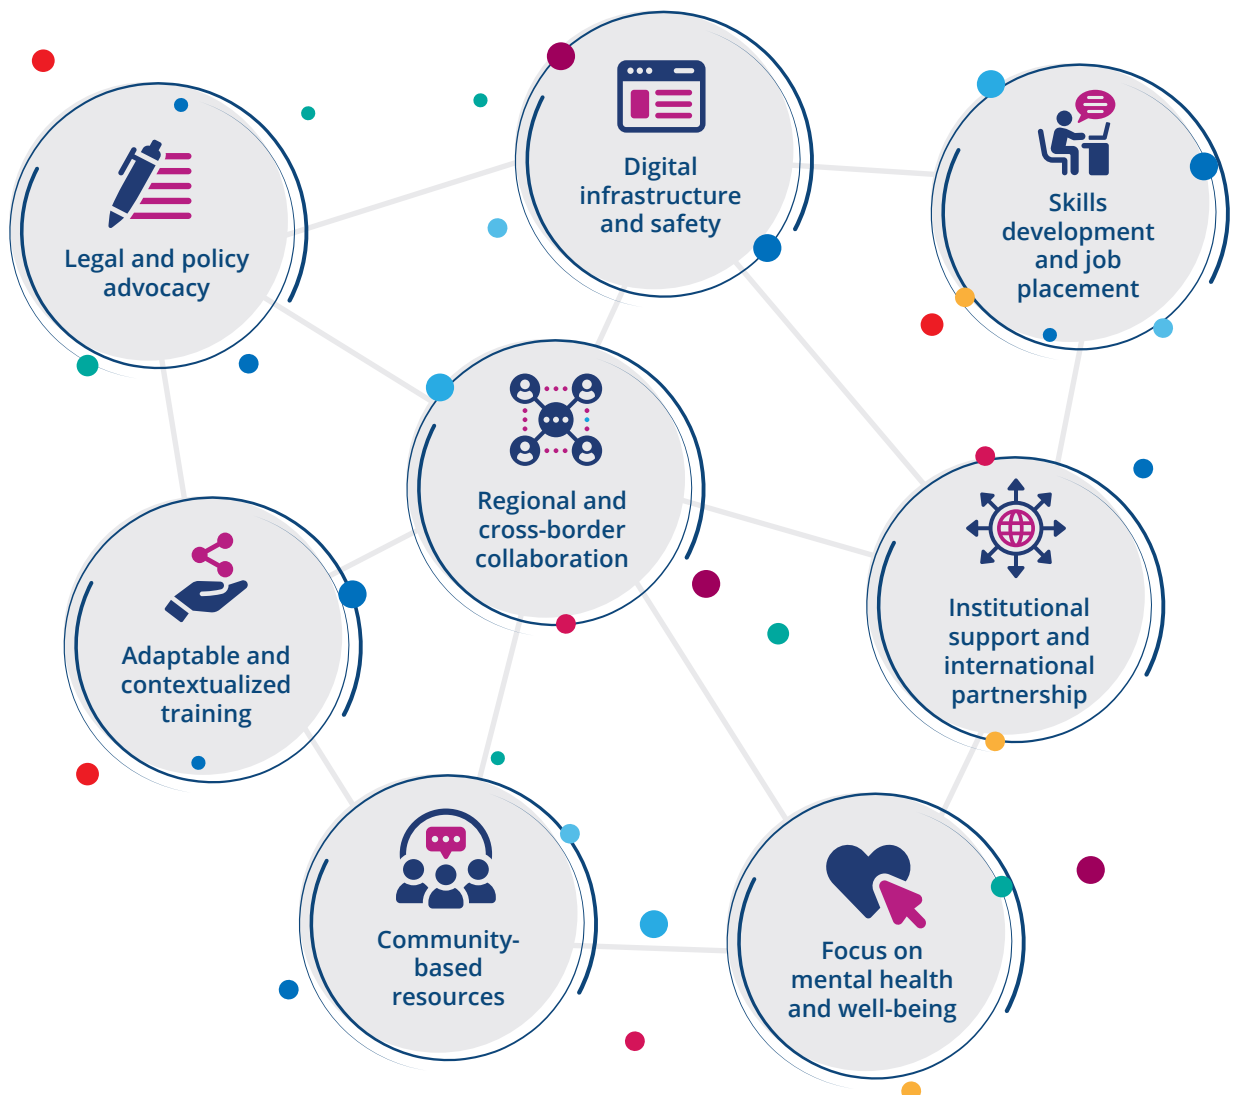 Digital
infrastructure
and safety
Skills
development
and job
placement
Legal and policy
advocacy
Regional and
cross-border
collaboration
Institutional
support and
international
partnership
Adaptable and
contextualized
training
Community-
based
resources
Focus on
mental health
and well-being